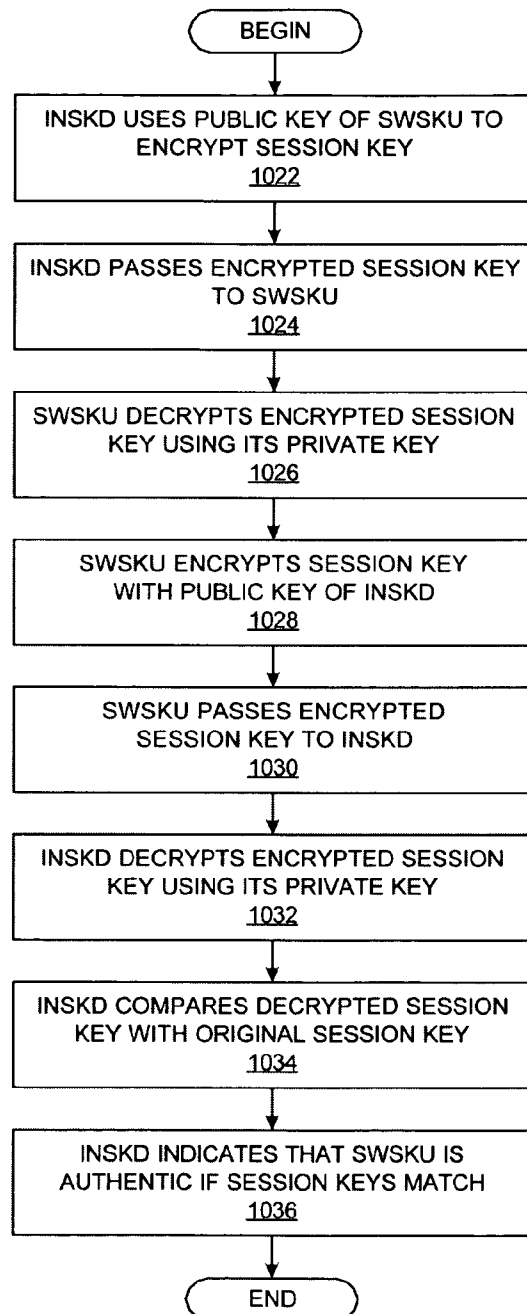 BEGIN
INSKD USES PUBLIC KEY OF SWSKU TO
ENCRYPT SESSION KEY
1022
INSKD PASSES ENCRYPTED SESSION KEY
TO SWSKU
1024
SWSKU DECRYPTS ENCRYPTED SESSION
KEY USING ITS PRIVATE KEY
1026
SWSKU ENCRYPTS SESSION KEY
WITH PUBLIC KEY OF INSKD
1028
SWSKU PASSES ENCRYPTED
SESSION KEY TO INSKD
1030
INSKD DECRYPTS ENCRYPTED SESSION
KEY USING ITS PRIVATE KEY
1032
INSKD COMPARES DECRYPTED SESSION
KEY WITH ORIGINAL SESSION KEY
1034
INSKD INDICATES THAT SWSKU IS
AUTHENTIC IF SESSION KEYS MATCH
1036
END